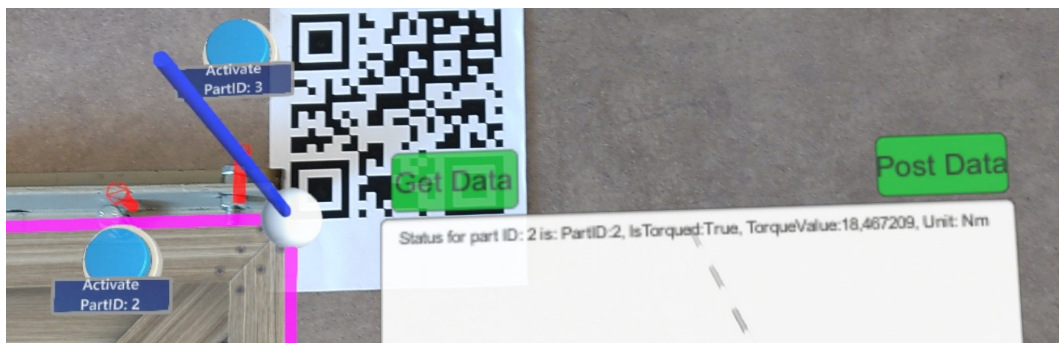 Activate
PartID: 3
Get Data
Post Data
Status for part ID: 2 is: PartID:2, IsTorqued:True, TorqueValue:18,467209, Unit: Nm
Activate
PartID: 2